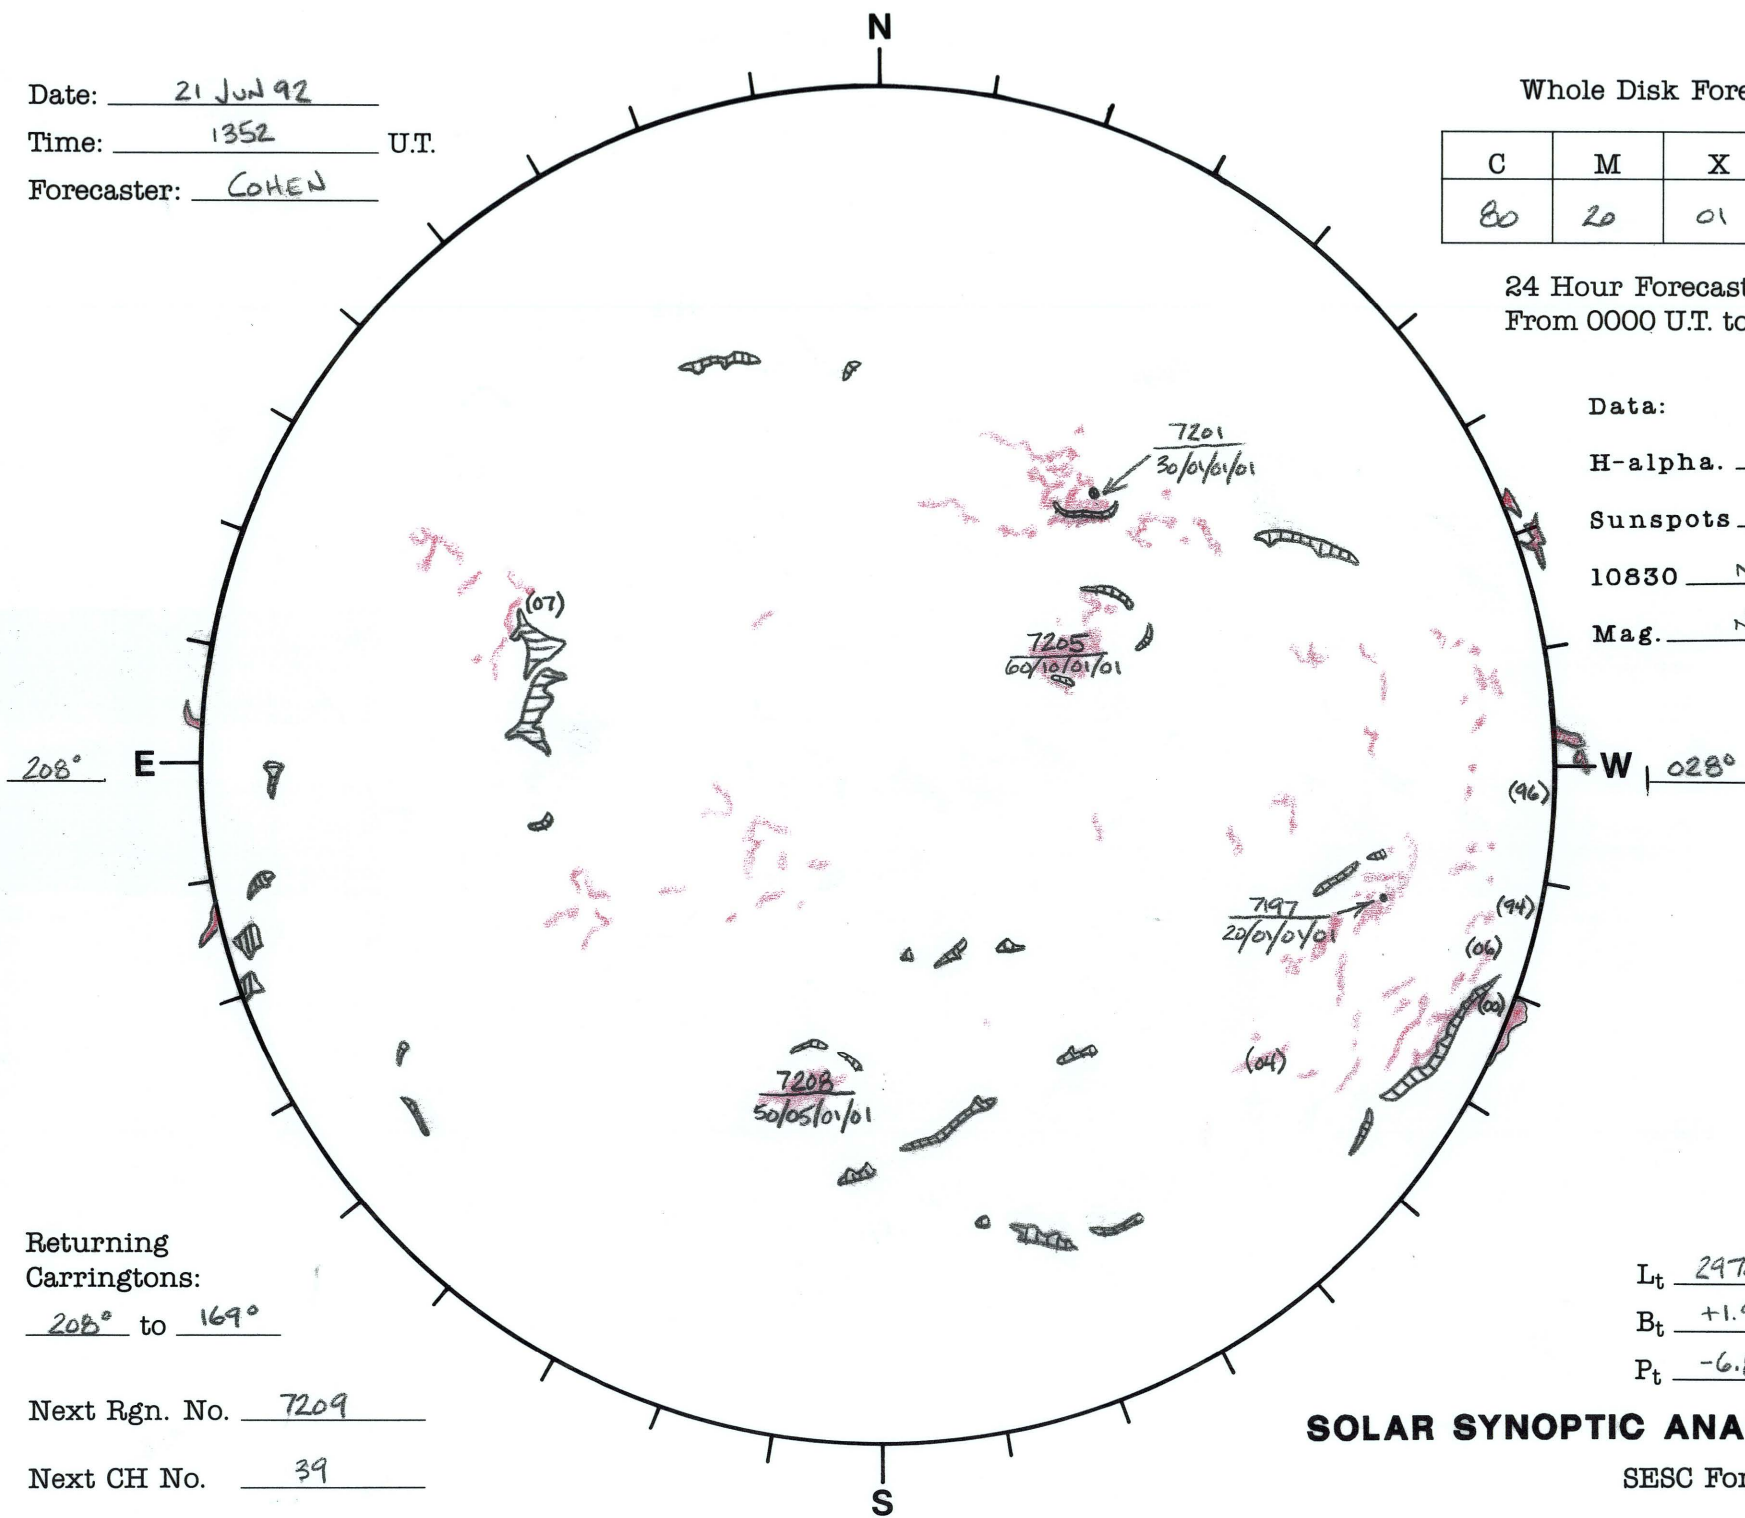 N
Date: 21 JUN 92
Time: 1352 U.T.
Forecaster: COHEN
Whole Disk Fore
C M X
80 20 01
24 Hour Forecast
From 0000 U.T. to
Data:
H-alpha.
Sunspots
10830
Mag.
7201
30/01/01/01
(07)
7205
60/10/01/01
208° E
W 028°
(96)
7197
20/01/01/01
(94)
(06)
(00)
(04)
7208
50/05/01/01
Returning
Carringtons:
208° to 169°
Next Rgn. No. 7209
Next CH No. 39
Lt 297.
Bt +1.9
Pt -6.
SOLAR SYNOPTIC ANA
SESC For
S